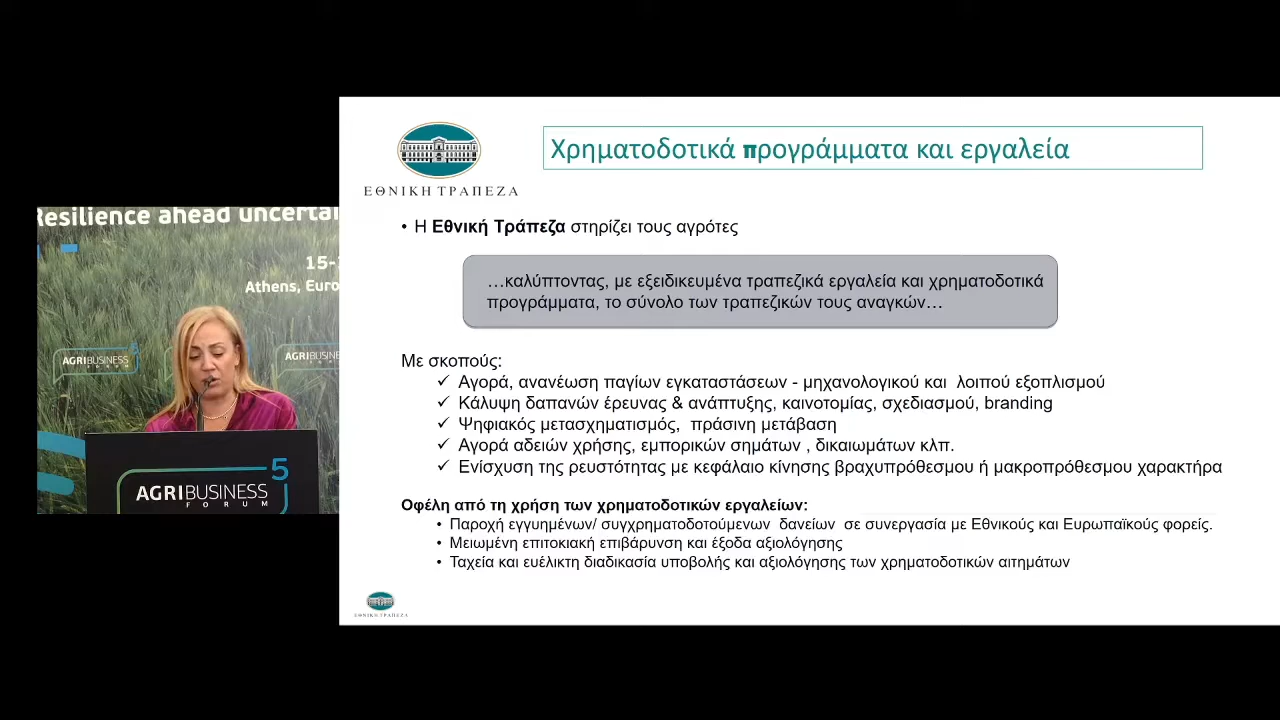 Resilience ahead uncertai
15-
Athens, Euro
AGRIBUSINESS
FORUM
AGRIBUSINESS
5
AGRIBUSINESS
FORUM
ΕΘΝΙΚΗ ΤΡΑΠΕΖΑ
Χρηματοδοτικά προγράμματα και εργαλεία
• Η Εθνική Τράπεζα στηρίζει τους αγρότες
…καλύπτοντας, με εξειδικευμένα τραπεζικά εργαλεία και χρηματοδοτικά
προγράμματα, το σύνολο των τραπεζικών τους αναγκών…
Με σκοπούς:
✓ Αγορά, ανανέωση παγίων εγκαταστάσεων - μηχανολογικού και λοιπού εξοπλισμού
✓ Κάλυψη δαπανών έρευνας & ανάπτυξης, καινοτομίας, σχεδιασμού, branding
✓ Ψηφιακός μετασχηματισμός, πράσινη μετάβαση
✓ Αγορά αδειών χρήσης, εμπορικών σημάτων , δικαιωμάτων κλπ.
✓ Ενίσχυση της ρευστότητας με κεφάλαιο κίνησης βραχυπρόθεσμου ή μακροπρόθεσμου χαρακτήρα
Οφέλη από τη χρήση των χρηματοδοτικών εργαλείων:
• Παροχή εγγυημένων/ συγχρηματοδοτούμενων δανείων σε συνεργασία με Εθνικούς και Ευρωπαϊκούς φορείς.
• Μειωμένη επιτοκιακή επιβάρυνση και έξοδα αξιολόγησης
• Ταχεία και ευέλικτη διαδικασία υποβολής και αξιολόγησης των χρηματοδοτικών αιτημάτων
ΕΘΝΙΚΗ ΤΡΑΠΕΖΑ